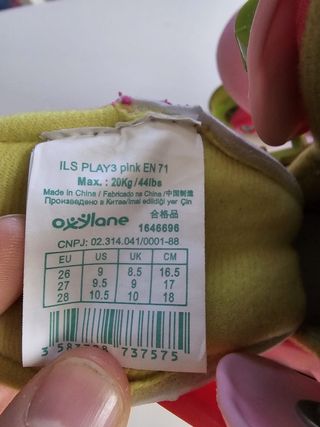 ILS PLAY3 pink EN 71
Max. : 20Kg / 44lbs
Made in China / Fabricado na China /中国制造
Произведено в Китае/Imal edildiği yer Çin
oxylane 合格品
1646696
CNPJ: 02.314.041/0001-88
EU US UK CM
26 9 8.5 16.5
27 9.5 9 17
28 10.5 10 18
737575